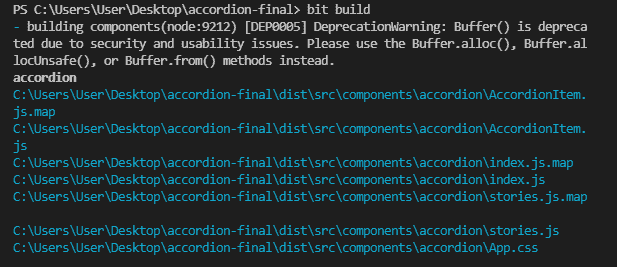 PS C:\Users\User\Desktop\accordion-final> bit build
- building components(node:9212) [DEP0005] DeprecationWarning: Buffer() is depreca
ted due to security and usability issues. Please use the Buffer.alloc(), Buffer.al
locUnsafe(), or Buffer.from() methods instead.
accordion
C:\Users\User\Desktop\accordion-final\dist\src\components\accordion\AccordionItem.
js.map
C:\Users\User\Desktop\accordion-final\dist\src\components\accordion\AccordionItem.
js
C:\Users\User\Desktop\accordion-final\dist\src\components\accordion\index.js.map
C:\Users\User\Desktop\accordion-final\dist\src\components\accordion\index.js
C:\Users\User\Desktop\accordion-final\dist\src\components\accordion\stories.js.map
C:\Users\User\Desktop\accordion-final\dist\src\components\accordion\stories.js
C:\Users\User\Desktop\accordion-final\dist\src\components\accordion\App.css